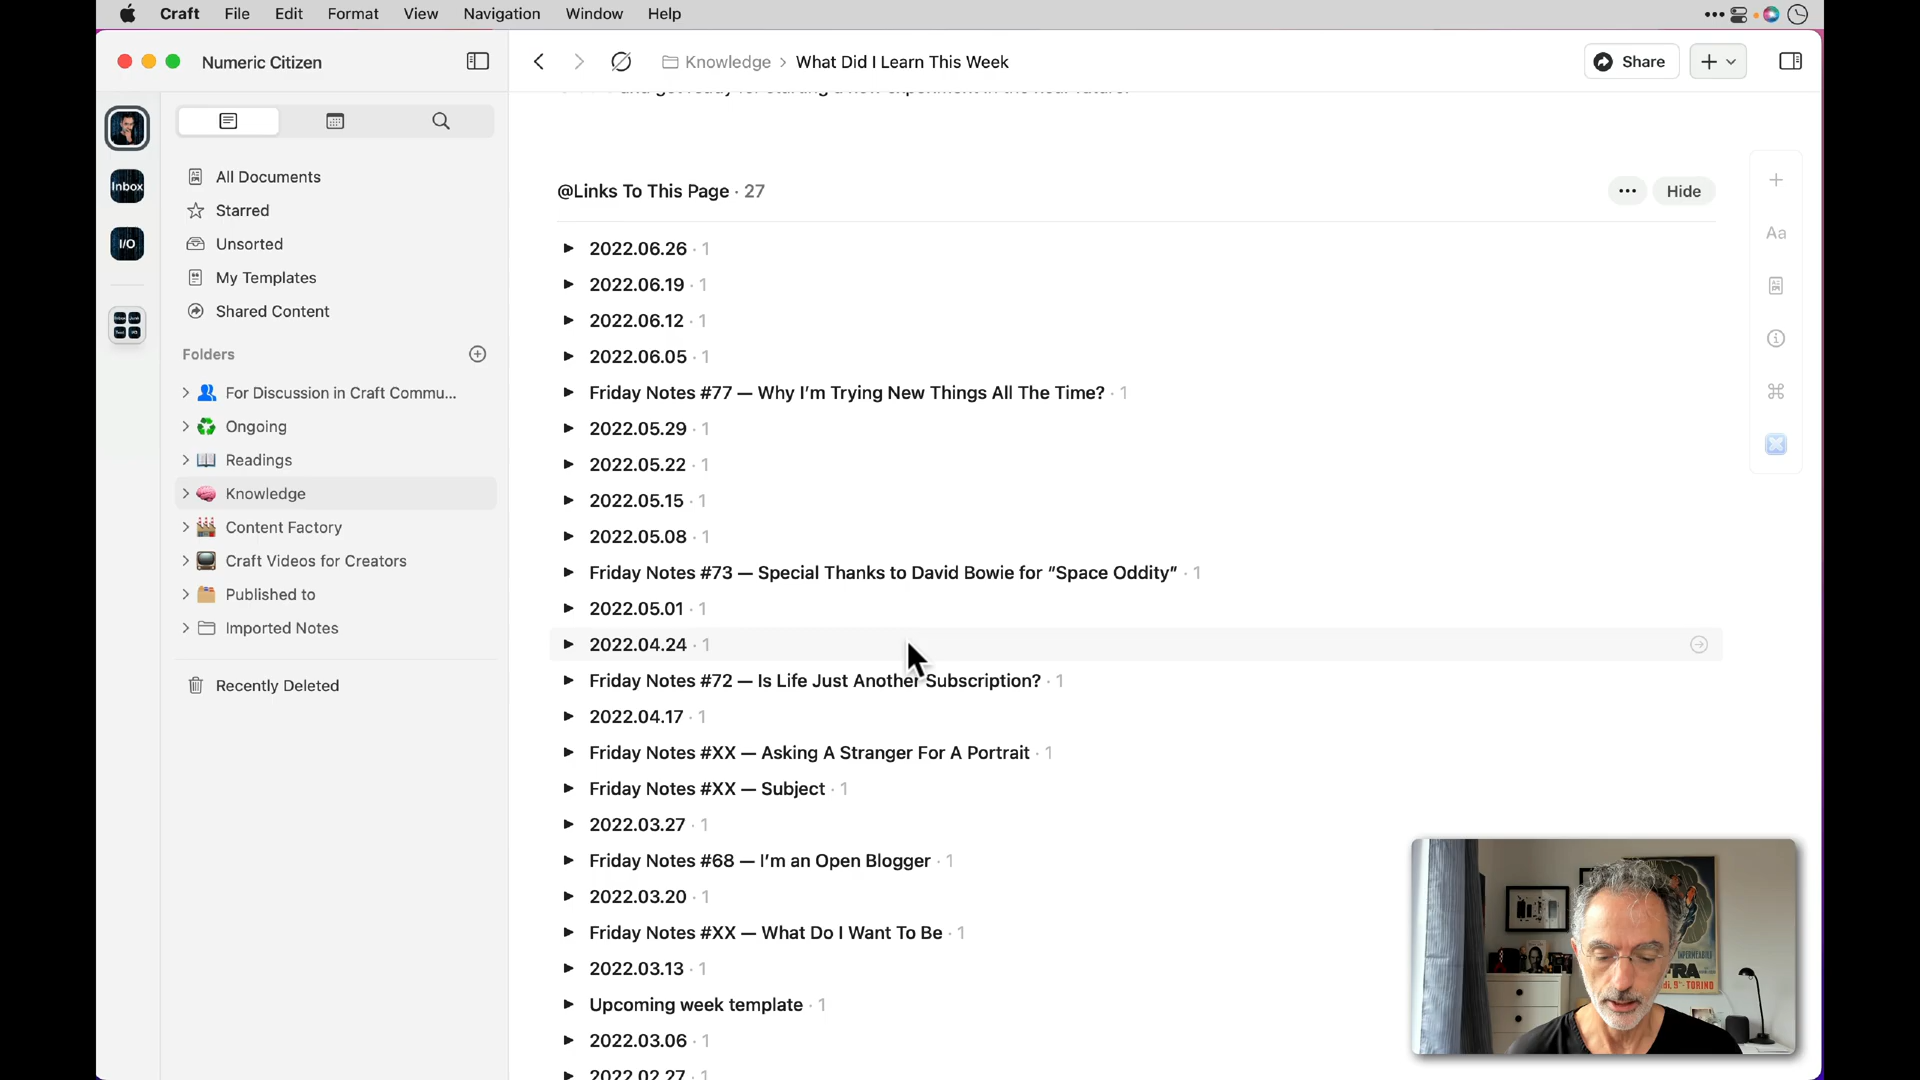 Craft File Edit Format View Navigation Window Help
Numeric Citizen
Knowledge > What Did I Learn This Week
Share
Inbox
I/O
All Documents
Starred
Unsorted
My Templates
Shared Content
Folders
For Discussion in Craft Commu...
Ongoing
Readings
Knowledge
Content Factory
Craft Videos for Creators
Published to
Imported Notes
Recently Deleted
@Links To This Page · 27
Hide
2022.06.26 · 1
2022.06.19 · 1
2022.06.12 · 1
2022.06.05 · 1
Friday Notes #77 — Why I'm Trying New Things All The Time? · 1
2022.05.29 · 1
2022.05.22 · 1
2022.05.15 · 1
2022.05.08 · 1
Friday Notes #73 — Special Thanks to David Bowie for "Space Oddity" · 1
2022.05.01 · 1
2022.04.24 · 1
Friday Notes #72 — Is Life Just Another Subscription? · 1
2022.04.17 · 1
Friday Notes #XX — Asking A Stranger For A Portrait · 1
Friday Notes #XX — Subject · 1
2022.03.27 · 1
Friday Notes #68 — I'm an Open Blogger · 1
2022.03.20 · 1
Friday Notes #XX — What Do I Want To Be · 1
2022.03.13 · 1
Upcoming week template · 1
2022.03.06 · 1
2022.02.27 · 1
Aa